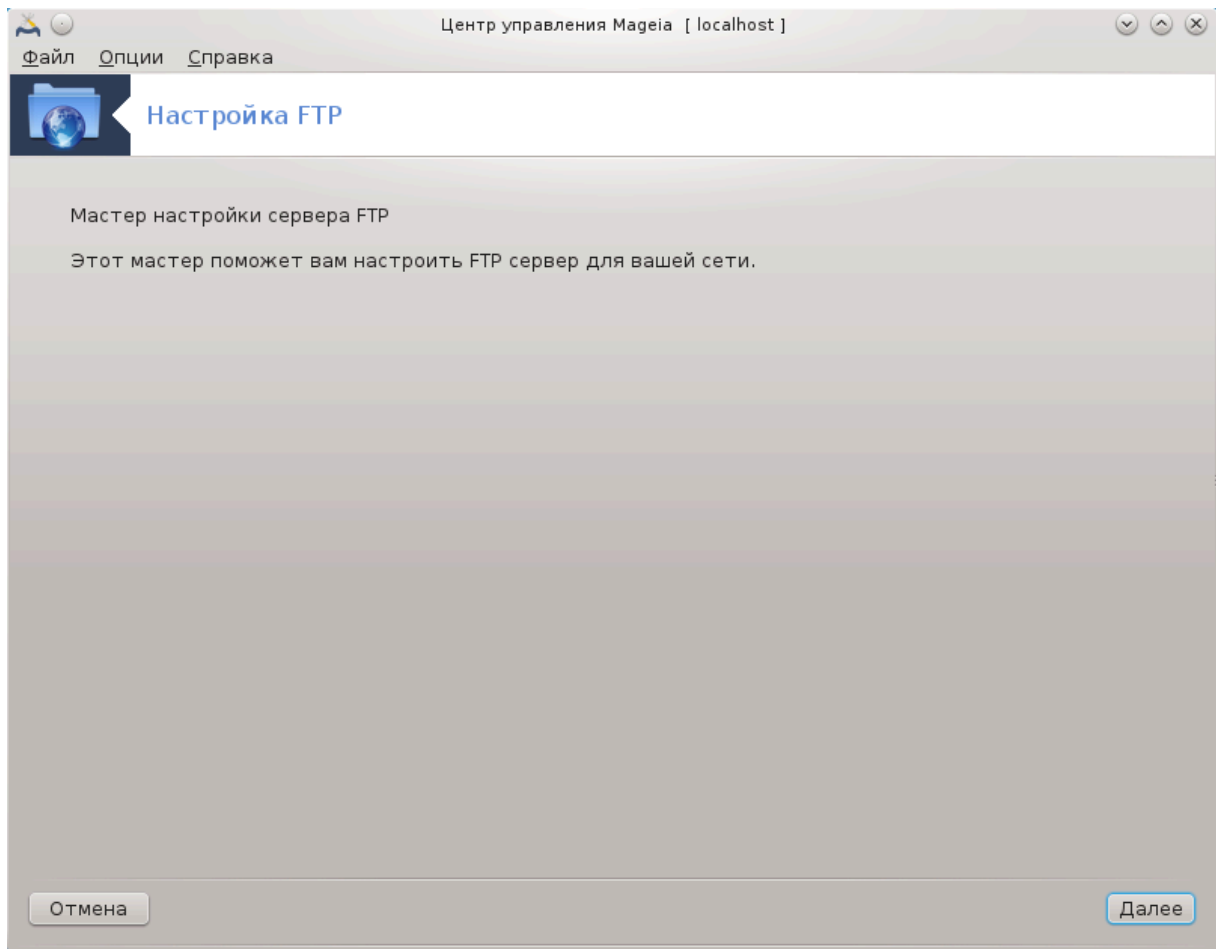 Центр управления Mageia [ localhost ]
Файл Опции Справка
Настройка FTP
Мастер настройки сервера FTP
Этот мастер поможет вам настроить FTP сервер для вашей сети.
Отмена Далее